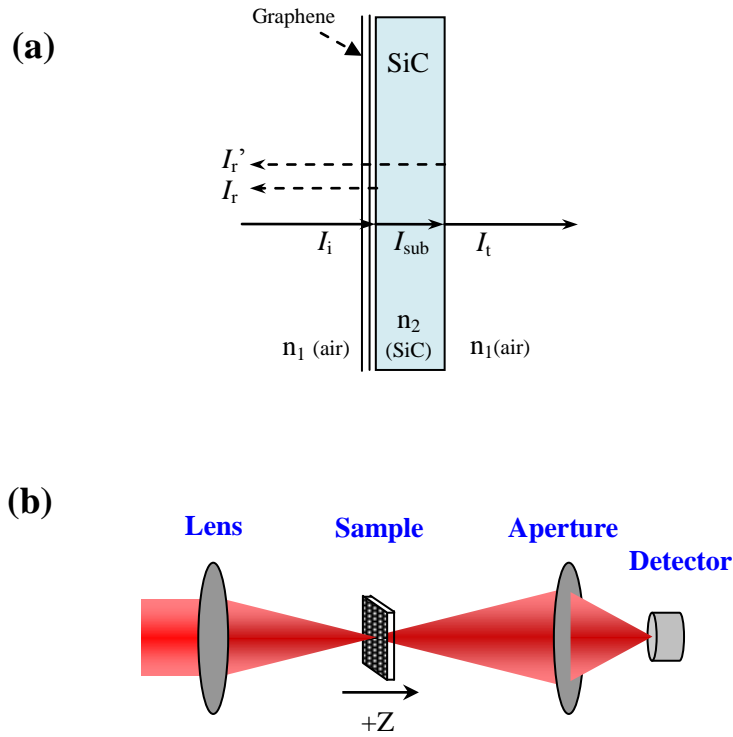 (a)
Graphene
SiC
I_r'
I_r
I_i
I_sub
I_t
n_1 (air)
n_2
(SiC)
n_1(air)
(b)
Lens
Sample
Aperture
Detector
+Z